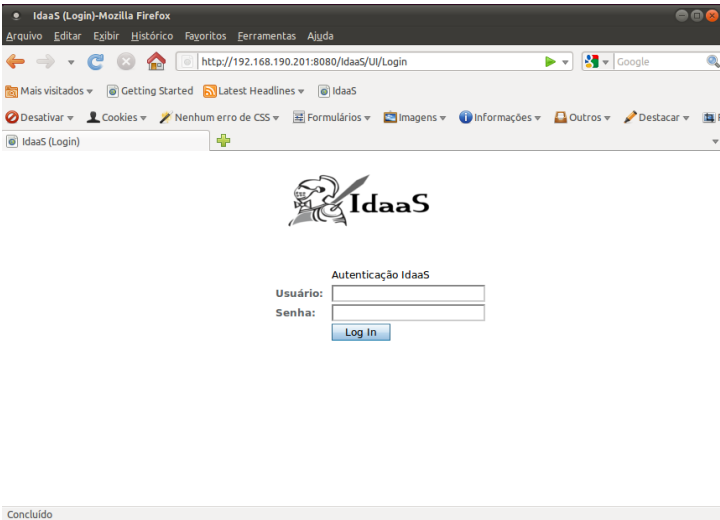 IdaaS (Login)-Mozilla Firefox
Arquivo Editar Exibir Histórico Favoritos Ferramentas Ajuda
http://192.168.190.201:8080/IdaaS/UI/Login Google
Mais visitados Getting Started Latest Headlines IdaaS
Desativar Cookies Nenhum erro de CSS Formulários Imagens Informações Outros Destacar
IdaaS (Login)
IdaaS
Autenticação IdaaS
Usuário:
Senha:
Log In
Concluído